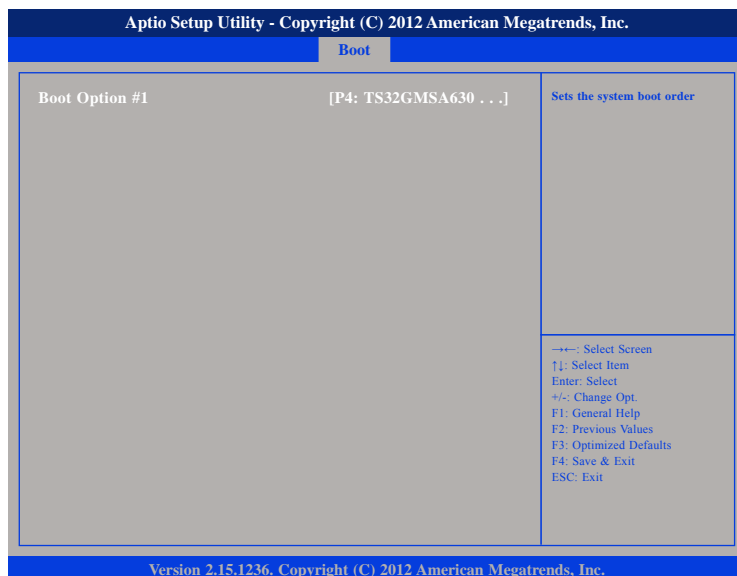 Aptio Setup Utility - Copyright (C) 2012 American Megatrends, Inc.
Boot
Boot Option #1 [P4: TS32GMSA630 . . .]
Sets the system boot order
→←: Select Screen
↑↓: Select Item
Enter: Select
+/-: Change Opt.
F1: General Help
F2: Previous Values
F3: Optimized Defaults
F4: Save & Exit
ESC: Exit
Version 2.15.1236. Copyright (C) 2012 American Megatrends, Inc.